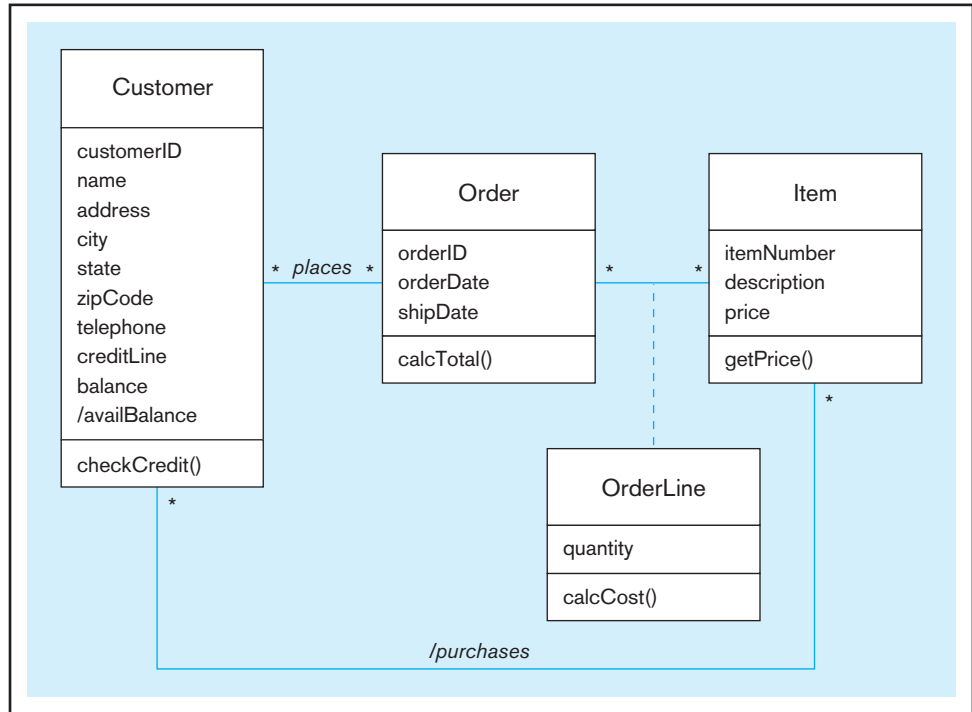 Customer
customerID
name
address
city
state
zipCode
telephone
creditLine
balance
/availBalance
checkCredit()
* places *
Order
orderID
orderDate
shipDate
calcTotal()
* *
Item
itemNumber
description
price
getPrice()
*
OrderLine
quantity
calcCost()
*
/purchases